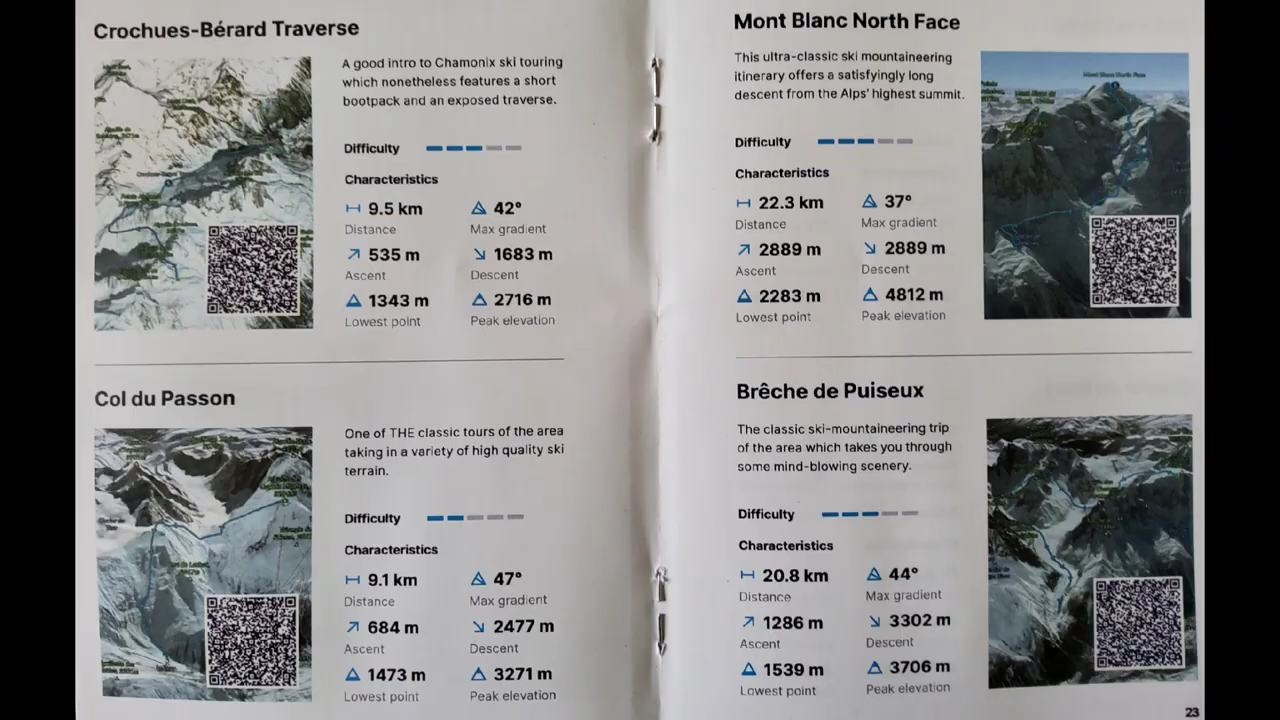 Crochues-Bérard Traverse
A good intro to Chamonix ski touring
which nonetheless features a short
bootpack and an exposed traverse.
Difficulty
Characteristics
9.5 km
42°
Distance
Max gradient
535 m
1683 m
Ascent
Descent
1343 m
2716 m
Lowest point
Peak elevation
Col du Passon
One of THE classic tours of the area
taking in a variety of high quality ski
terrain.
Difficulty
Characteristics
9.1 km
47°
Distance
Max gradient
684 m
2477 m
Ascent
Descent
1473 m
3271 m
Lowest point
Peak elevation
Mont Blanc North Face
This ultra-classic ski mountaineering
itinerary offers a satisfyingly long
descent from the Alps' highest summit.
Mont Blanc North Face
Difficulty
Characteristics
22.3 km
37°
Distance
Max gradient
2889 m
2889 m
Ascent
Descent
2283 m
4812 m
Lowest point
Peak elevation
Brêche de Puiseux
The classic ski-mountaineering trip
of the area which takes you through
some mind-blowing scenery.
Difficulty
Characteristics
20.8 km
44°
Distance
Max gradient
1286 m
3302 m
Ascent
Descent
1539 m
3706 m
Lowest point
Peak elevation
23